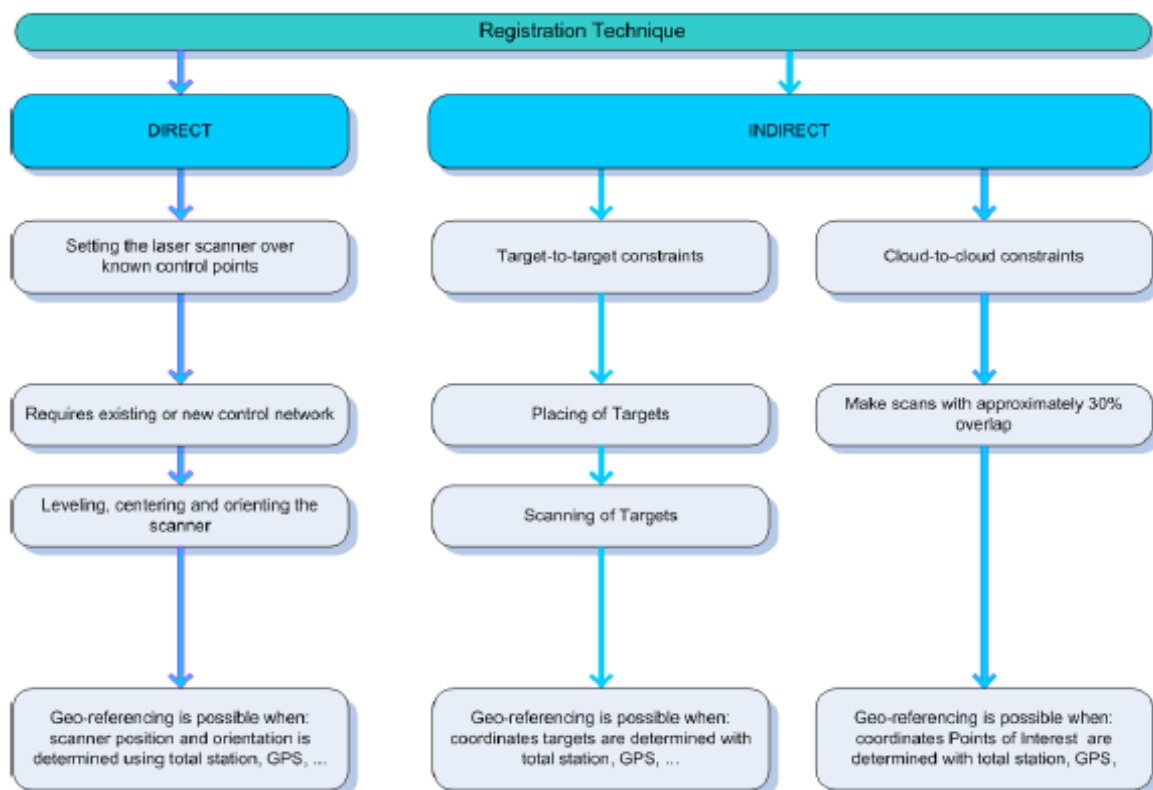 Registration Technique
DIRECT
INDIRECT
Setting the laser scanner over
known control points
Target-to-target constraints
Cloud-to-cloud constraints
Requires existing or new control network
Placing of Targets
Make scans with approximately 30%
overlap
Leveling, centering and orienting the
scanner
Scanning of Targets
Geo-referencing is possible when:
scanner position and orientation is
determined using total station, GPS, ...
Geo-referencing is possible when:
coordinates targets are determined with
total station, GPS, ...
Geo-referencing is possible when:
coordinates Points of Interest are
determined with total station, GPS,